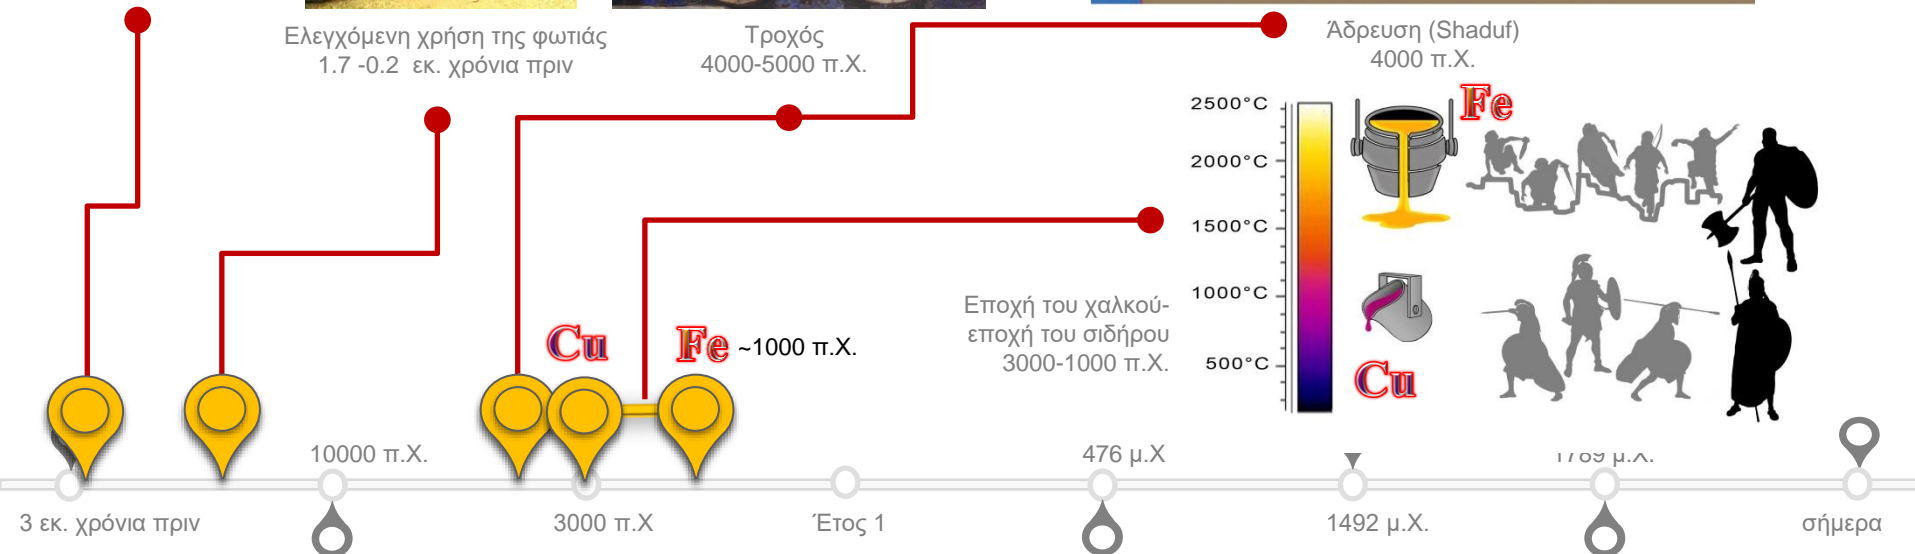 Ελεγχόμενη χρήση της φωτιάς
1.7 -0.2 εκ. χρόνια πριν
Τροχός
4000-5000 π.Χ.
Άδρευση (Shaduf)
4000 π.Χ.
2500°C
2000°C
1500°C
1000°C
500°C
Fe
Cu
Εποχή του χαλκού-
εποχή του σιδήρου
3000-1000 π.Χ.
Cu
Fe ~1000 π.Χ.
10000 π.Χ.
476 μ.Χ
1789 μ.Χ.
3 εκ. χρόνια πριν
3000 π.Χ
Έτος 1
1492 μ.Χ.
σήμερα